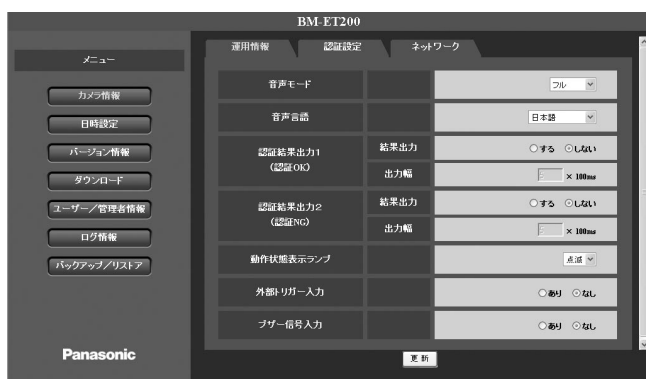 BM-ET200
メニュー
カメラ情報
日時設定
バージョン情報
ダウンロード
ユーザー／管理者情報
ログ情報
バックアップ／リストア
Panasonic
運用情報 認証設定 ネットワーク
音声モード フル
音声言語 日本語
認証結果出力1
(認証OK)
結果出力 する しない
出力幅 × 100ms
認証結果出力2
(認証NG)
結果出力 する しない
出力幅 × 100ms
動作状態表示ランプ 点滅
外部トリガー入力 あり なし
ブザー信号入力 あり なし
更新